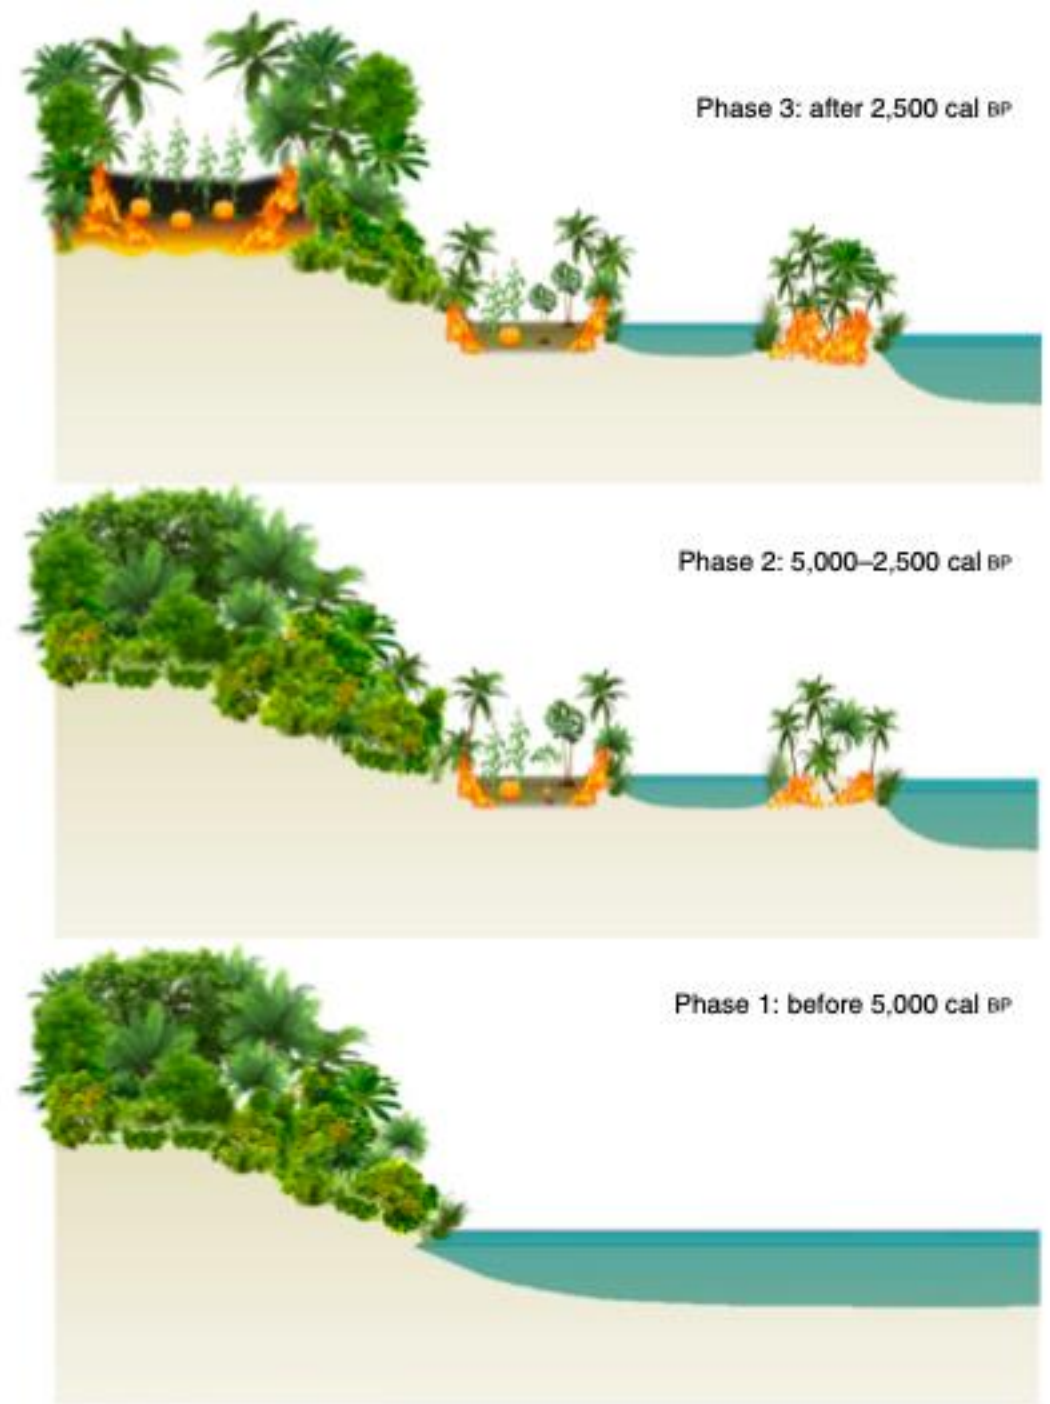 Phase 3: after 2,500 cal BP
Phase 2: 5,000–2,500 cal BP
Phase 1: before 5,000 cal BP